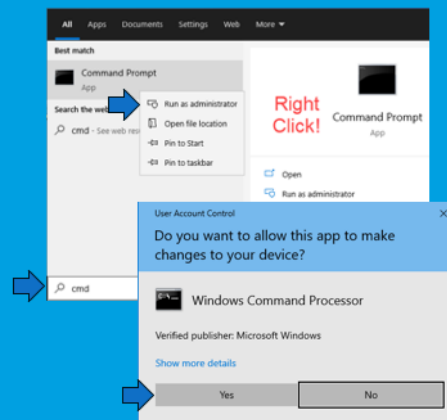 All Apps Documents Settings Web More
Best match
Command Prompt
App
Search the web
cmd - See web res
Run as administrator
Open file location
Pin to Start
Pin to taskbar
Right
Click!
Command Prompt
App
Open
Run as administrator
cmd
User Account Control
Do you want to allow this app to make
changes to your device?
Windows Command Processor
Verified publisher: Microsoft Windows
Show more details
Yes No